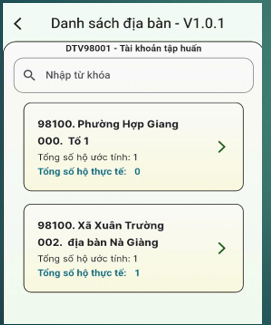 Danh sách địa bàn - V1.0.1
DTV98001 - Tài khoản tập huấn
Nhập từ khóa
98100. Phường Hợp Giang
000. Tổ 1
Tổng số hộ ước tính: 1
Tổng số hộ thực tế: 0
98100. Xã Xuân Trường
002. địa bàn Nà Giàng
Tổng số hộ ước tính: 1
Tổng số hộ thực tế: 1